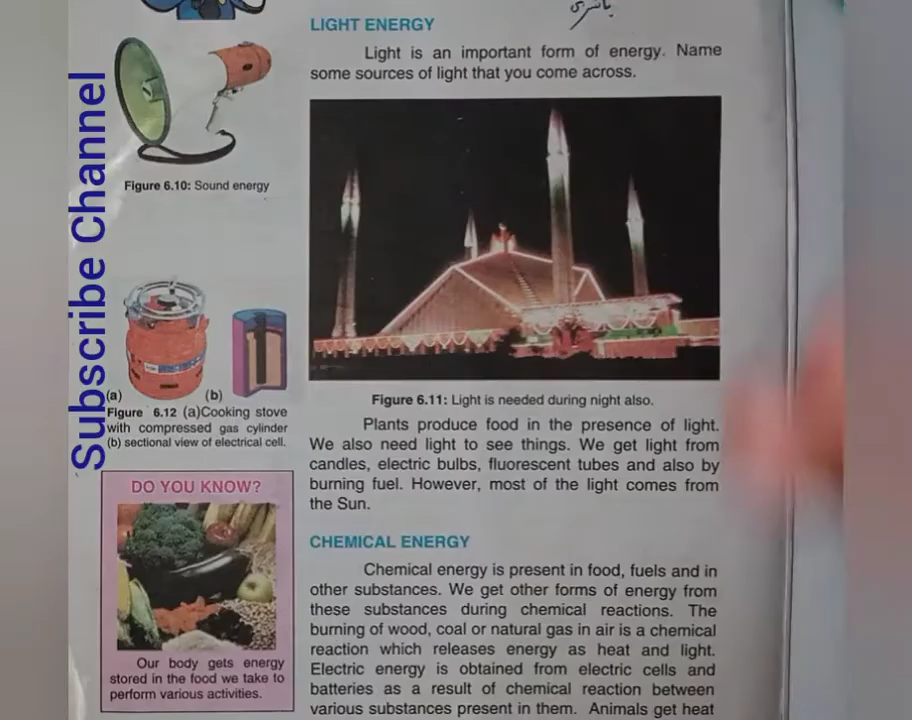 Subscribe Channel
Figure 6.10: Sound energy
(a)
(b)
Figure 6.12 (a)Cooking stove
with compressed gas cylinder
(b) sectional view of electrical cell.
DO YOU KNOW?
Our body gets energy
stored in the food we take to
perform various activities.
LIGHT ENERGY
Light is an important form of energy. Name
some sources of light that you come across.
Figure 6.11: Light is needed during night also.
Plants produce food in the presence of light.
We also need light to see things. We get light from
candles, electric bulbs, fluorescent tubes and also by
burning fuel. However, most of the light comes from
the Sun.
CHEMICAL ENERGY
Chemical energy is present in food, fuels and in
other substances. We get other forms of energy from
these substances during chemical reactions. The
burning of wood, coal or natural gas in air is a chemical
reaction which releases energy as heat and light.
Electric energy is obtained from electric cells and
batteries as a result of chemical reaction between
various substances present in them. Animals get heat